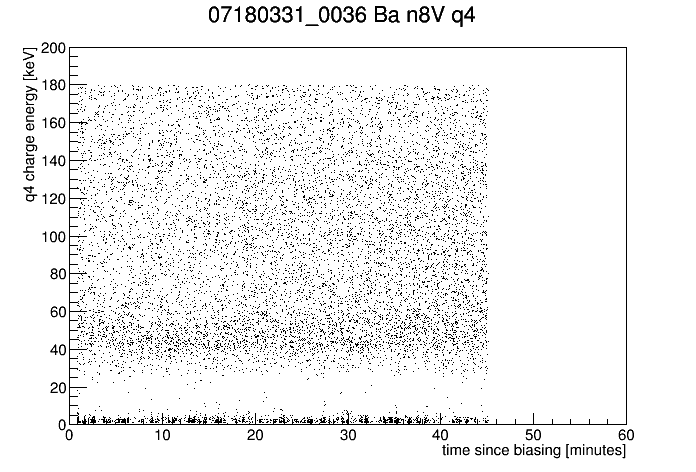 07180331_0036 Ba n8V q4
q4 charge energy [keV]
200
180
160
140
120
100
80
60
40
20
0
0 10 20 30 40 50 60
time since biasing [minutes]